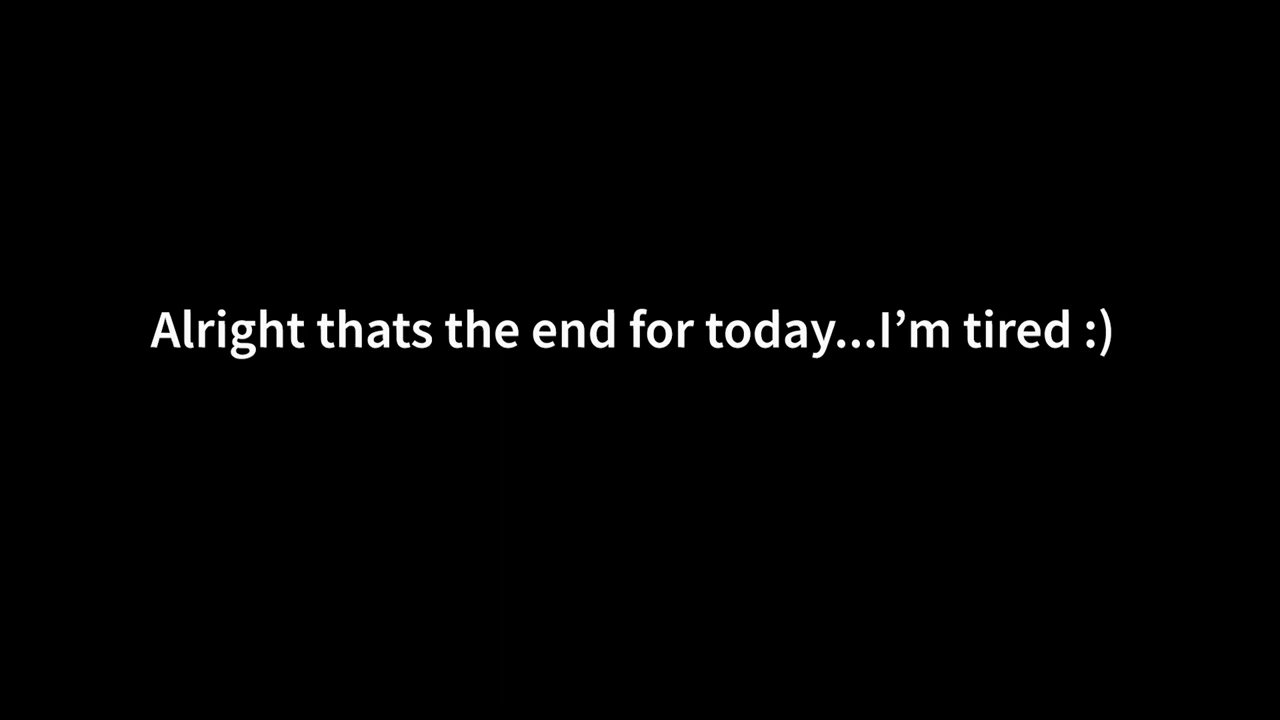 Alright thats the end for today...I’m tired :)